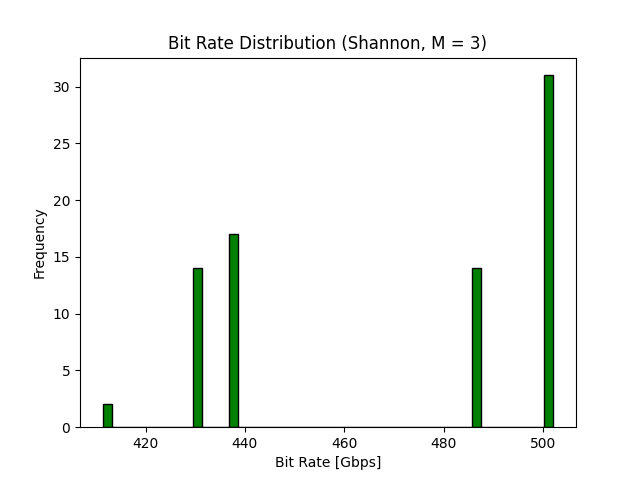 Bit Rate Distribution (Shannon, M = 3)
30
25
20
15
10
5
0
Frequency
420 440 460 480 500
Bit Rate [Gbps]